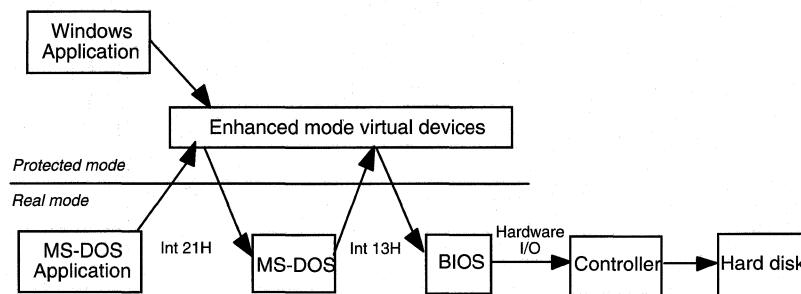 Windows
Application
Enhanced mode virtual devices
Protected mode
Real mode
MS-DOS
Application
Int 21H
MS-DOS
Int 13H
BIOS
Hardware
I/O
Controller
Hard disk